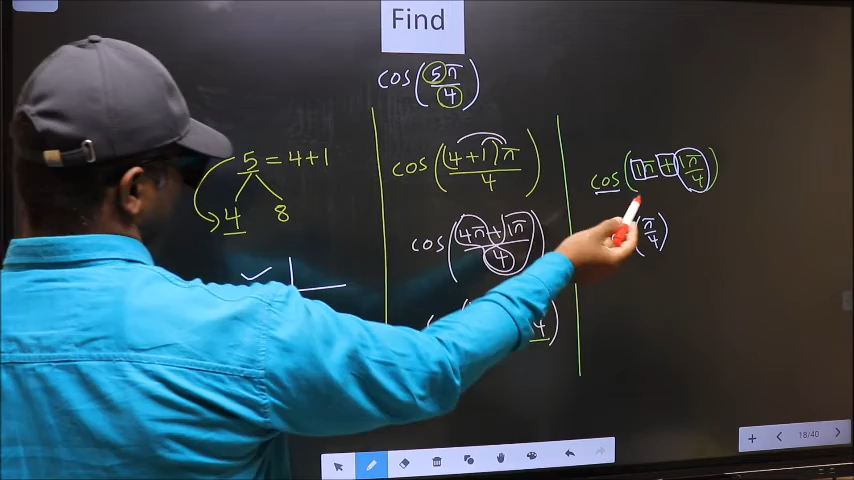 Find
cos(5π/4)
5 = 4+1
4 8
cos((4+1)π/4)
cos((4π+1π)/4)
4)
cos(1π+1π/4)
(π/4)
18/40